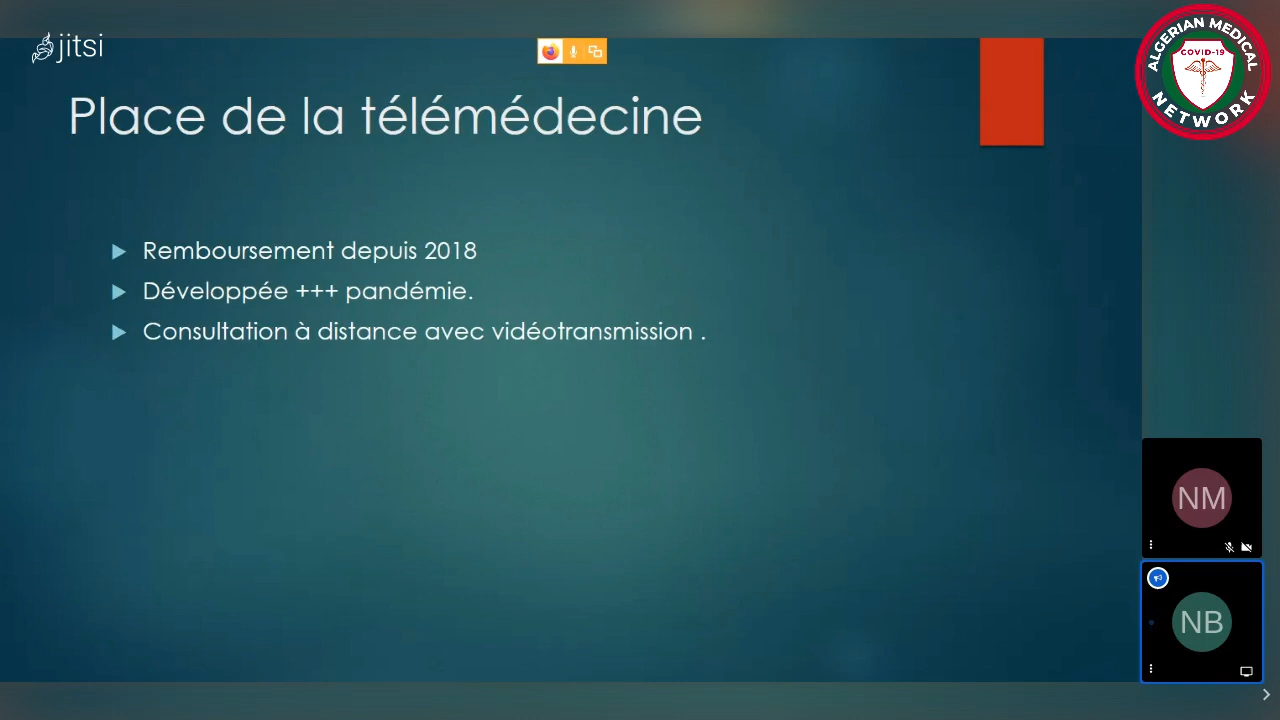 jitsi
ALGERIAN MEDICAL
COVID-19
NETWORK
Place de la télémédecine
Remboursement depuis 2018
Développée +++ pandémie.
Consultation à distance avec vidéotransmission .
NM
NB